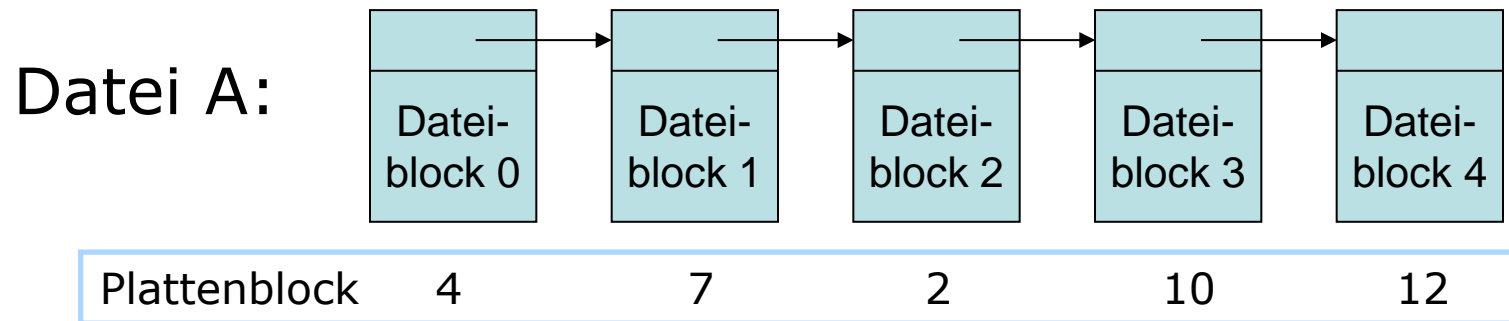 Datei A:
Datei- Datei- Datei- Datei- Datei-
block 0 block 1 block 2 block 3 block 4
Plattenblock 4 7 2 10 12